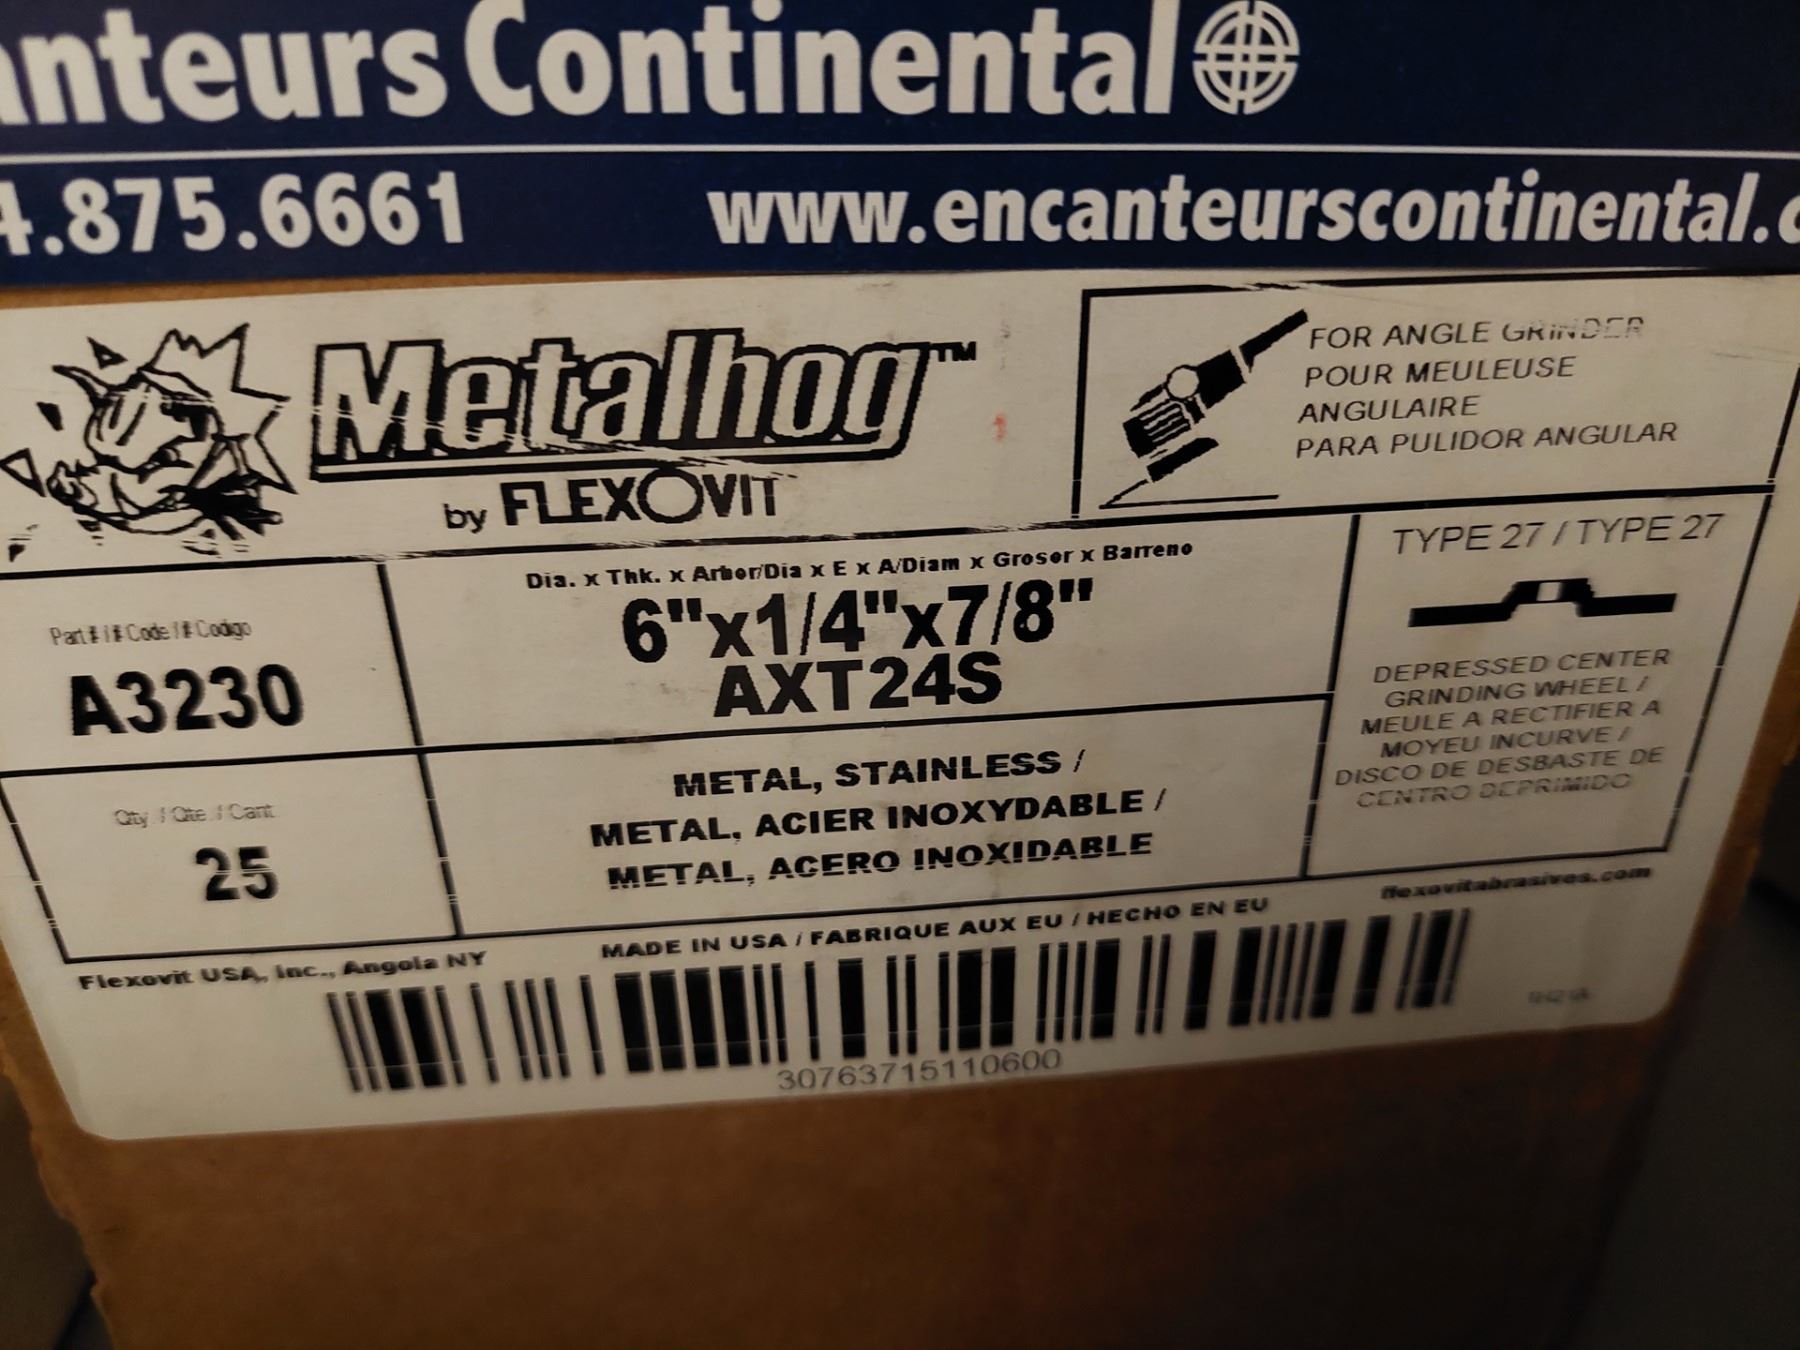 anteurs Continental
4.875.6661 www.encanteurscontinental.c
Metalhog™
by FLEXOVIT
FOR ANGLE GRINDER
POUR MEULEUSE
ANGULAIRE
PARA PULIDOR ANGULAR
Part # / # Code / # Codigo
A3230
Dia. x Thk. x Arbor/Dia x E x A/Diam x Grosor x Barreno
6"x1/4"x7/8"
AXT24S
TYPE 27 / TYPE 27
DEPRESSED CENTER
GRINDING WHEEL /
MEULE A RECTIFIER A
MOYEU INCURVE /
DISCO DE DESBASTE DE
CENTRO DEPRIMIDO
Qty / Qte / Cant
25
METAL, STAINLESS /
METAL, ACIER INOXYDABLE /
METAL, ACERO INOXIDABLE
Flexovit USA, Inc., Angola NY
MADE IN USA / FABRIQUE AUX EU / HECHO EN EU
flexovitabrasives.com
30763715110600